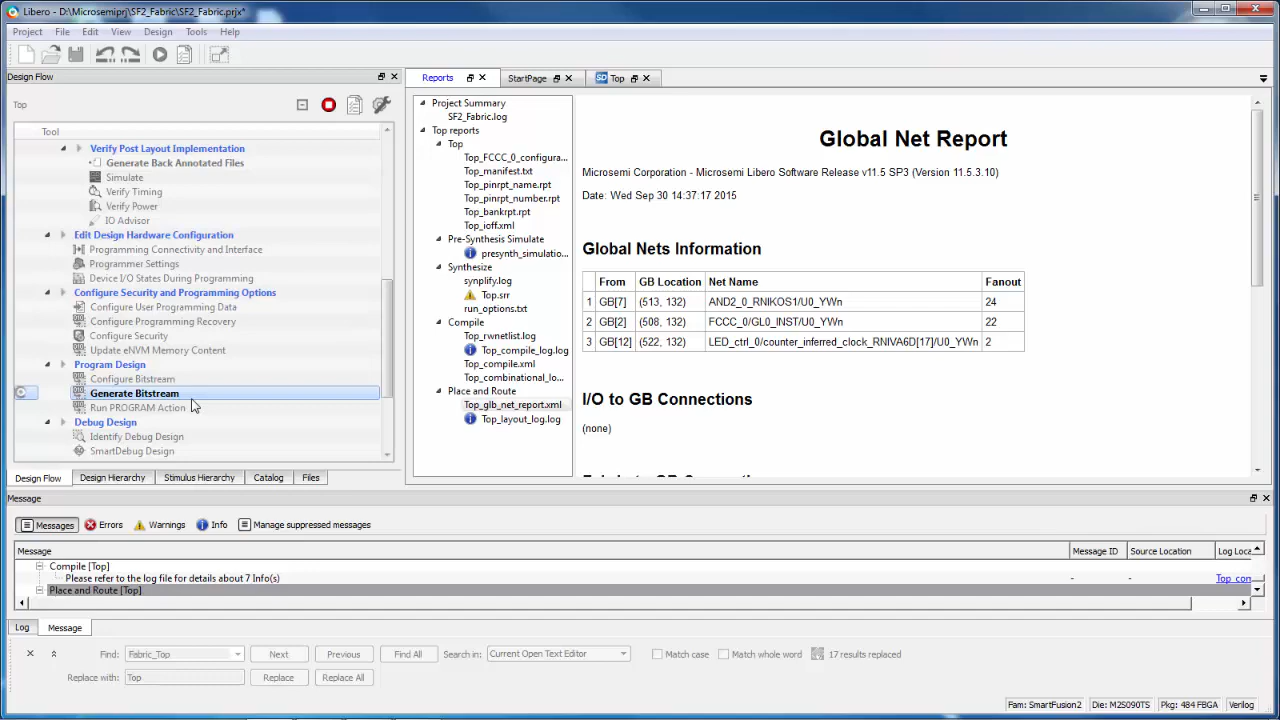 Libero - D:\Microsemiprj\SF2_Fabric\SF2_Fabric.prjx*
Project File Edit View Design Tools Help
Design Flow
Top
Tool
Verify Post Layout Implementation
Generate Back Annotated Files
Simulate
Verify Timing
Verify Power
IO Advisor
Edit Design Hardware Configuration
Programming Connectivity and Interface
Programmer Settings
Device I/O States During Programming
Configure Security and Programming Options
Configure User Programming Data
Configure Programming Recovery
Configure Security
Update eNVM Memory Content
Program Design
Configure Bitstream
Generate Bitstream
Run PROGRAM Action
Debug Design
Identify Debug Design
SmartDebug Design
Design Flow Design Hierarchy Stimulus Hierarchy Catalog Files
Reports StartPage Top
Project Summary
SF2_Fabric.log
Top reports
Top
Top_FCCC_0_configura...
Top_manifest.txt
Top_pinrpt_name.rpt
Top_pinrpt_number.rpt
Top_bankrpt.rpt
Top_ioff.xml
Pre-Synthesis Simulate
presynth_simulatio...
Synthesize
synplify.log
Top.srr
run_options.txt
Compile
Top_rwnetlist.log
Top_compile_log.log
Top_compile.xml
Top_combinational_lo...
Place and Route
Top_glb_net_report.xml
Top_layout_log.log
Global Net Report
Microsemi Corporation - Microsemi Libero Software Release v11.5 SP3 (Version 11.5.3.10)
Date: Wed Sep 30 14:37:17 2015
Global Nets Information
From GB Location Net Name Fanout
1 GB[7] (513, 132) AND2_0_RNIKOS1/U0_YWn 24
2 GB[2] (508, 132) FCCC_0/GL0_INST/U0_YWn 22
3 GB[12] (522, 132) LED_ctrl_0/counter_inferred_clock_RNIVA6D[17]/U0_YWn 2
I/O to GB Connections
(none)
Message
Messages Errors Warnings Info Manage suppressed messages
Message Message ID Source Location Log Loca
Compile [Top]
Please refer to the log file for details about 7 Info(s) - - Top_com
Place and Route [Top]
Log Message
Find: Fabric_Top Next Previous Find All Search in: Current Open Text Editor Match case Match whole word 17 results replaced
Replace with: Top Replace Replace All
Fam: SmartFusion2 Die: M2S090TS Pkg: 484 FBGA Verilog